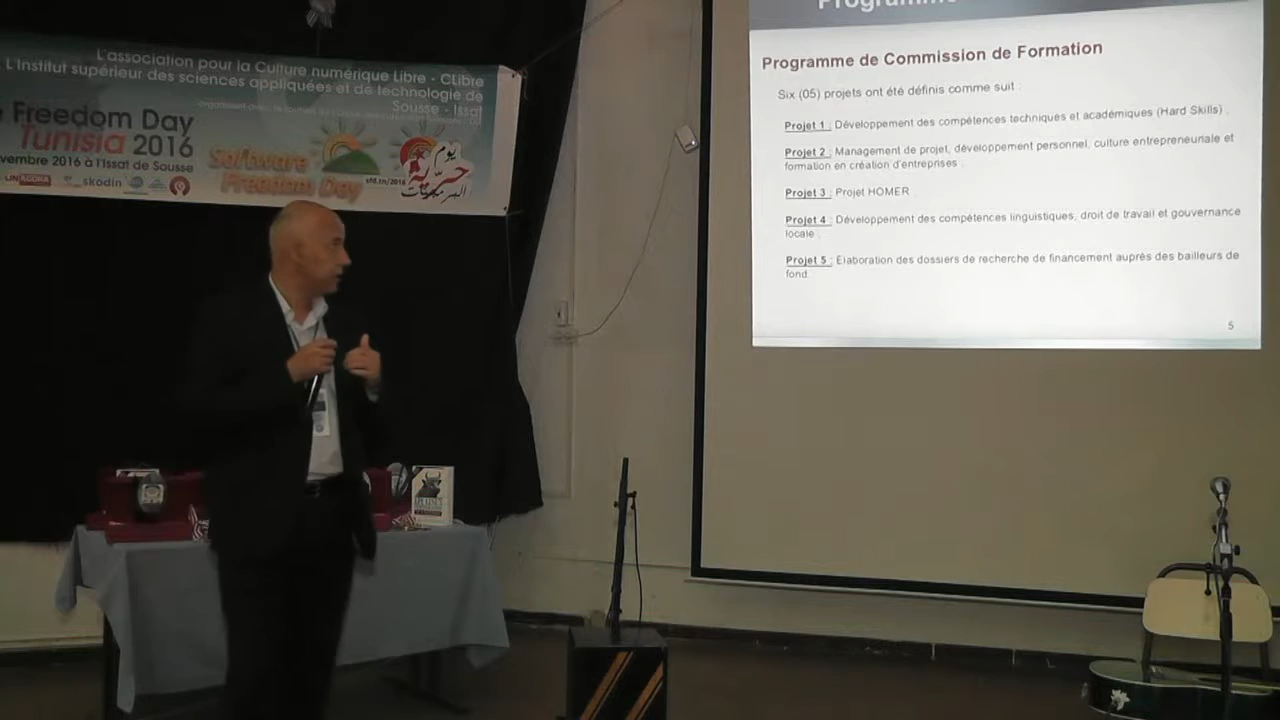 L'association pour la Culture numérique Libre - CLibre
L'Institut supérieur des sciences appliquées et de technologie de
Sousse - Issat
Freedom Day
Tunisia 2016
vembre 2016 à l'Issat de Sousse
LINAGORA
skodin
Software
Freedom Day
sfd.tn/2016
يوم
حرية
البرمجيات
Programme de Commission de Formation
Six (05) projets ont été définis comme suit :
Projet 1 : Développement des compétences techniques et académiques (Hard Skills) .
Projet 2 : Management de projet, développement personnel, culture entrepreneuriale et
formation en création d'entreprises .
Projet 3 : Projet HOMER
Projet 4 : Développement des compétences linguistiques, droit de travail et gouvernance
locale .
Projet 5 : Elaboration des dossiers de recherche de financement auprès des bailleurs de
fond.
5